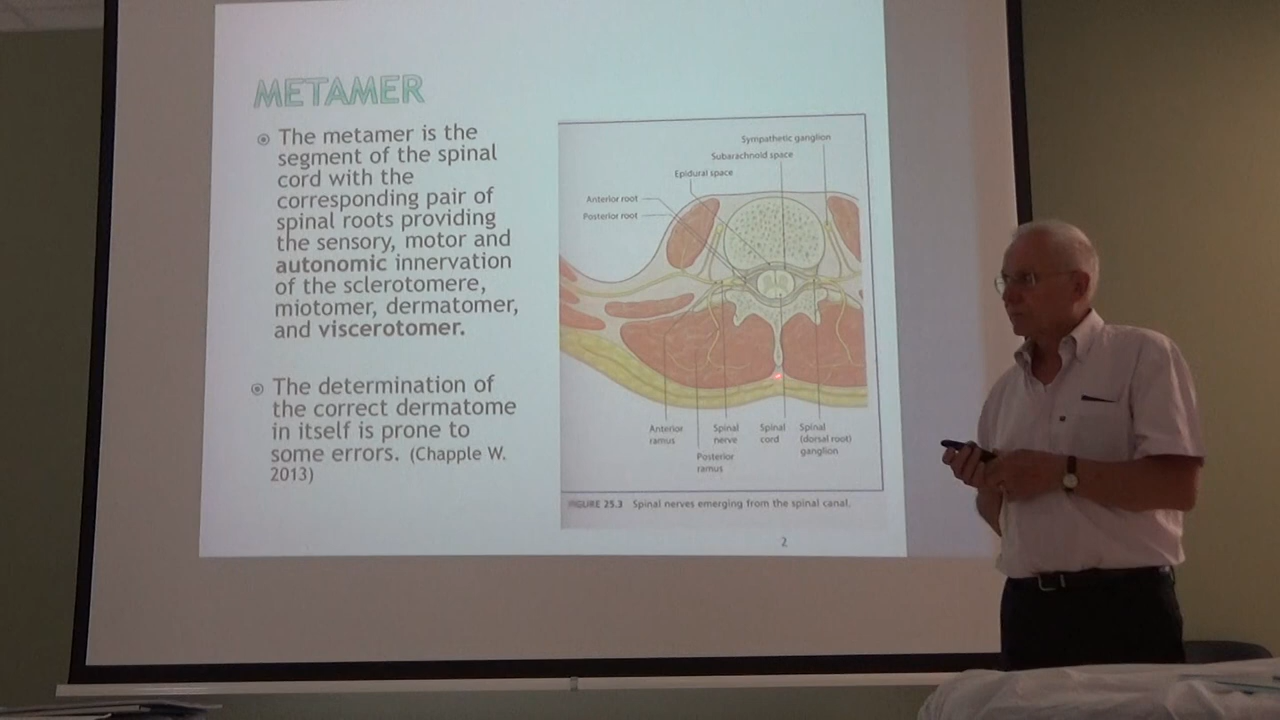 METAMER
The metamer is the
segment of the spinal
cord with the
corresponding pair of
spinal roots providing
the sensory, motor and
autonomic innervation
of the sclerotomere,
miotomer, dermatomer,
and viscerotomer.
The determination of
the correct dermatome
in itself is prone to
some errors. (Chapple W.
2013)
Sympathetic ganglion
Subarachnoid space
Epidural space
Anterior root
Posterior root
Anterior
ramus
Posterior
ramus
Spinal
nerve
Spinal
cord
Spinal
(dorsal root)
ganglion
FIGURE 25.3 Spinal nerves emerging from the spinal canal.
2